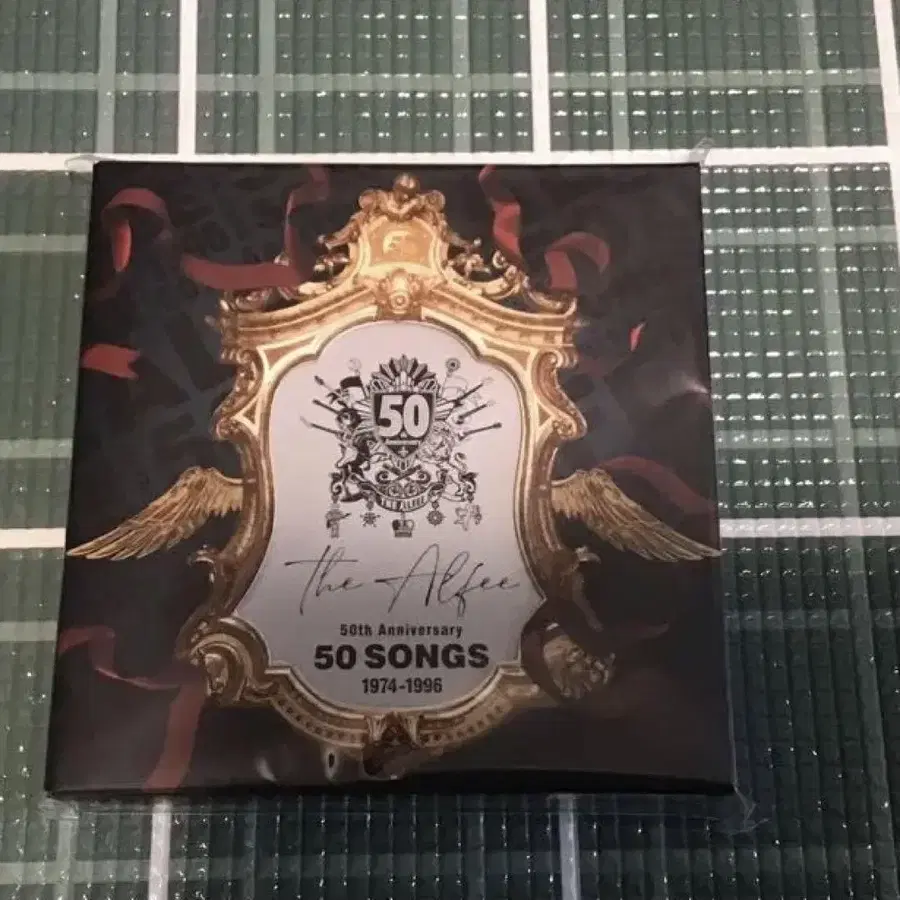 50
The Alfee
50th Anniversary
50 SONGS
1974-1996